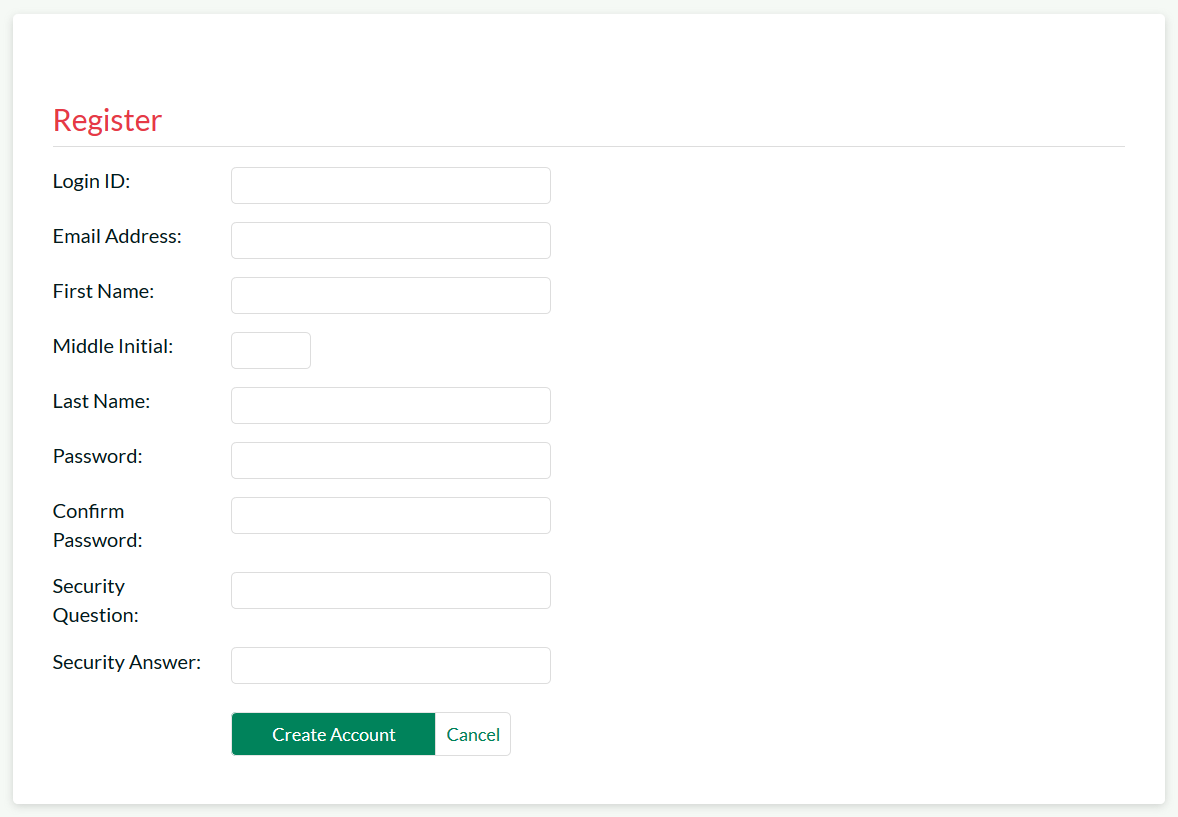 Register
Login ID:
Email Address:
First Name:
Middle Initial:
Last Name:
Password:
Confirm
Password:
Security
Question:
Security Answer:
Create Account
Cancel